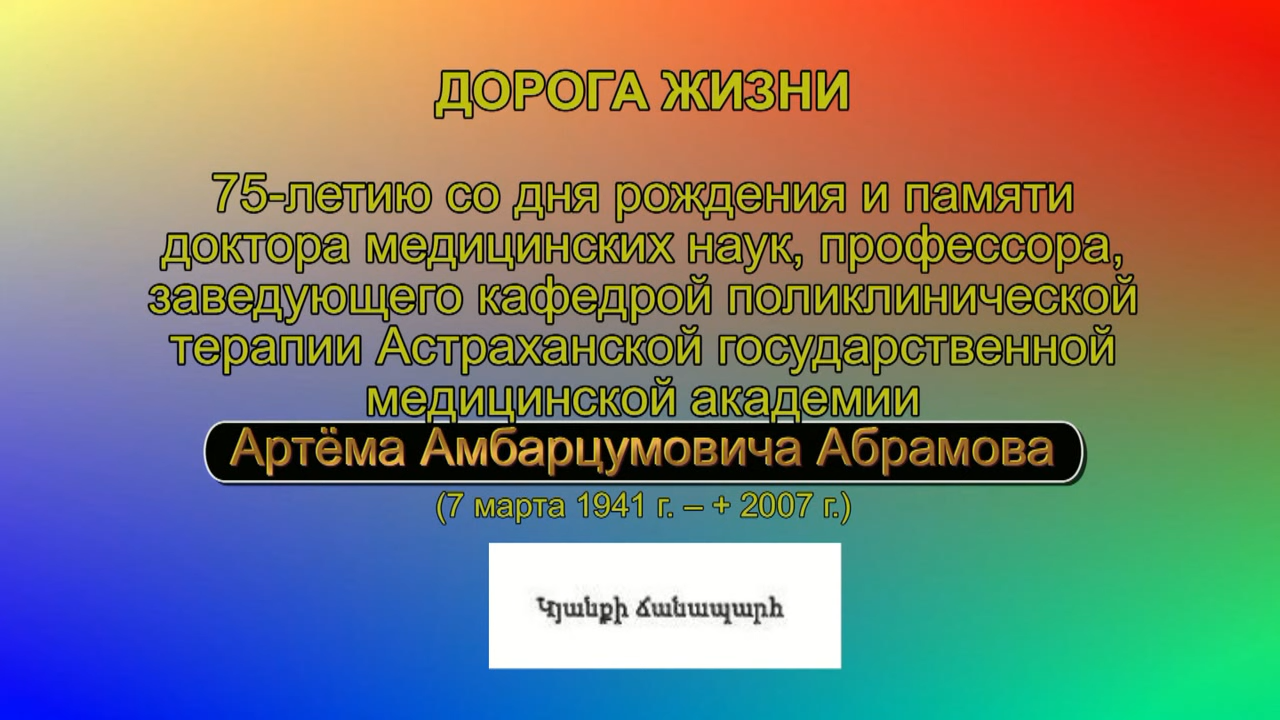 ДОРОГА ЖИЗНИ
75-летию со дня рождения и памяти
доктора медицинских наук, профессора,
заведующего кафедрой поликлинической
терапии Астраханской государственной
медицинской академии
Артёма Амбарцумовича Абрамова
(7 марта 1941 г. – + 2007 г.)
Կյանքի Ճանապարհ